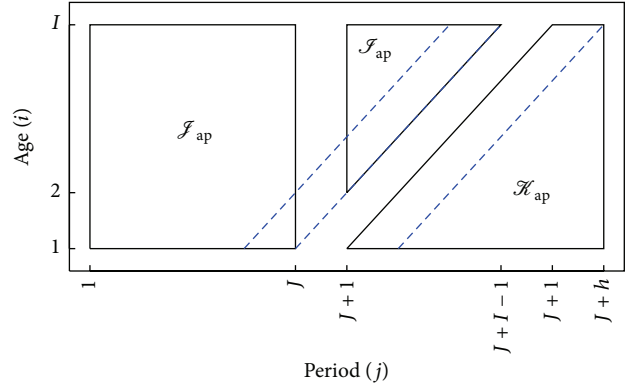 I
2
1
Age (i)
𝒥ap
ℐap
𝒦ap
1
J
J + 1
J + I − 1
J + 1
J + h
Period (j)